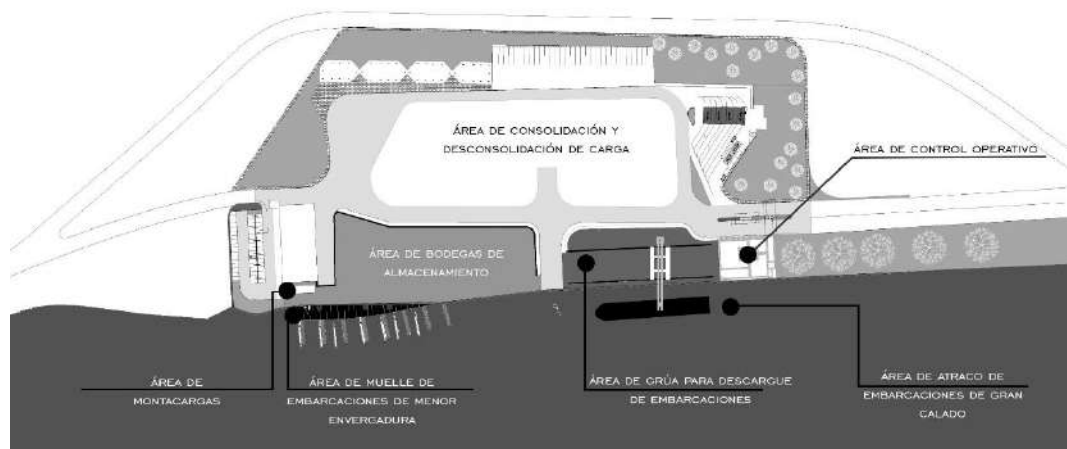 ÁREA DE CONSOLIDACIÓN Y
DESCONSOLIDACIÓN DE CARGA
ÁREA DE CONTROL OPERATIVO
ÁREA DE BODEGAS DE
ALMACENAMIENTO
ÁREA DE
MONTACARGAS
ÁREA DE MUELLE DE
EMBARCACIONES DE MENOR
ENVERGADURA
ÁREA DE GRÚA PARA DESCARGUE
DE EMBARCACIONES
ÁREA DE ATRACO DE
EMBARCACIONES DE GRAN
CALADO